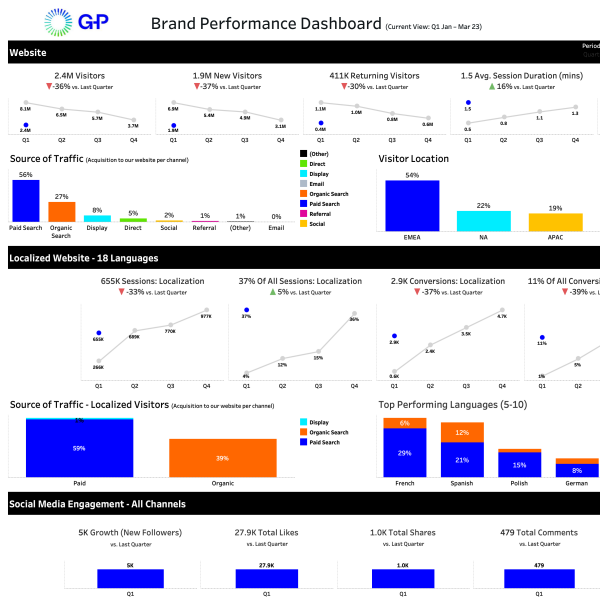 G-P
Brand Performance Dashboard (Current View: Q1 Jan – Mar 23)
Website
Period
2.4M Visitors
-36% vs. Last Quarter
8.1M
6.5M
5.7M
3.7M
2.4M
Q1 Q2 Q3 Q4
1.9M New Visitors
-37% vs. Last Quarter
6.9M
5.4M
4.9M
3.1M
1.9M
Q1 Q2 Q3 Q4
411K Returning Visitors
-30% vs. Last Quarter
1.1M
1.0M
0.8M
0.6M
0.4M
Q1 Q2 Q3 Q4
1.5 Avg. Session Duration (mins)
16% vs. Last Quarter
1.5
0.5
0.8
1.1
1.3
Q1 Q2 Q3 Q4
Source of Traffic (Acquisition to our website per channel)
56%
27%
8%
5%
2%
1%
1%
0%
Paid Search
Organic Search
Display
Direct
Social
Referral
(Other)
Email
(Other)
Direct
Display
Email
Organic Search
Paid Search
Referral
Social
Visitor Location
54%
22%
19%
EMEA
NA
APAC
Localized Website - 18 Languages
655K Sessions: Localization
-33% vs. Last Quarter
655K
266K
689K
770K
977K
Q1 Q2 Q3 Q4
37% Of All Sessions: Localization
5% vs. Last Quarter
37%
4%
12%
15%
36%
Q1 Q2 Q3 Q4
2.9K Conversions: Localization
-37% vs. Last Quarter
2.9K
0.6K
2.4K
3.5K
4.7K
Q1 Q2 Q3 Q4
11% Of All Conversi
-39% vs. L
11%
1%
5%
Q1 Q2 Q3
Source of Traffic - Localized Visitors (Acquisition to our website per channel)
59%
39%
Paid
Organic
Display
Organic Search
Paid Search
Top Performing Languages (5-10)
6%
29%
12%
21%
15%
8%
French
Spanish
Polish
German
Social Media Engagement - All Channels
5K Growth (New Followers)
vs. Last Quarter
5K
Q1
27.9K Total Likes
vs. Last Quarter
27.9K
Q1
1.0K Total Shares
vs. Last Quarter
1.0K
Q1
479 Total Comments
vs. Last Quarter
479
Q1